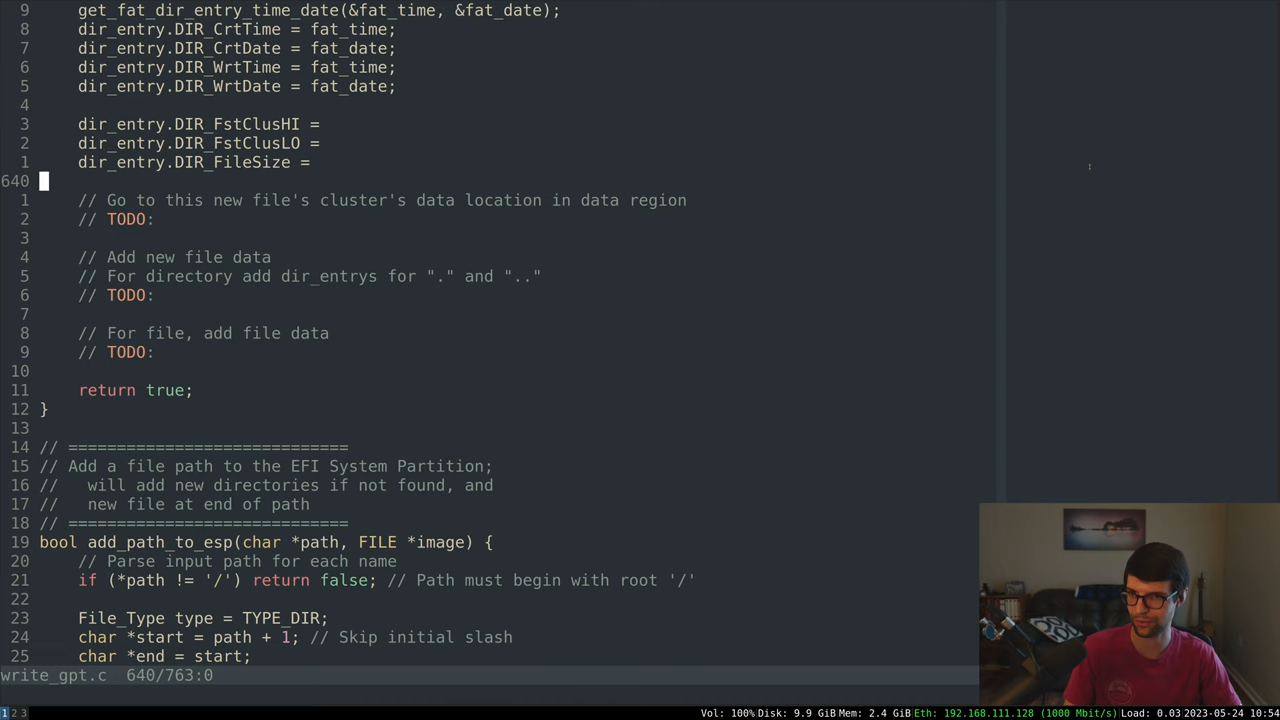 9     get_fat_dir_entry_time_date(&fat_time, &fat_date);
8     dir_entry.DIR_CrtTime = fat_time;
7     dir_entry.DIR_CrtDate = fat_date;
6     dir_entry.DIR_WrtTime = fat_time;
5     dir_entry.DIR_WrtDate = fat_date;
4
3     dir_entry.DIR_FstClusHI =
2     dir_entry.DIR_FstClusLO =
1     dir_entry.DIR_FileSize =
640
1     // Go to this new file's cluster's data location in data region
2     // TODO:
3
4     // Add new file data
5     // For directory add dir_entrys for "." and ".."
6     // TODO:
7
8     // For file, add file data
9     // TODO:
10
11     return true;
12 }
13
14 // =============================
15 // Add a file path to the EFI System Partition;
16 //   will add new directories if not found, and
17 //   new file at end of path
18 // =============================
19 bool add_path_to_esp(char *path, FILE *image) {
20     // Parse input path for each name
21     if (*path != '/') return false; // Path must begin with root '/'
22
23     File_Type type = TYPE_DIR;
24     char *start = path + 1; // Skip initial slash
25     char *end = start;
write_gpt.c  640/763:0
1 2 3 Vol: 100% Disk: 9.9 GiB Mem: 2.4 GiB Eth: 192.168.111.128 (1000 Mbit/s) Load: 0.03 2023-05-24 10:54